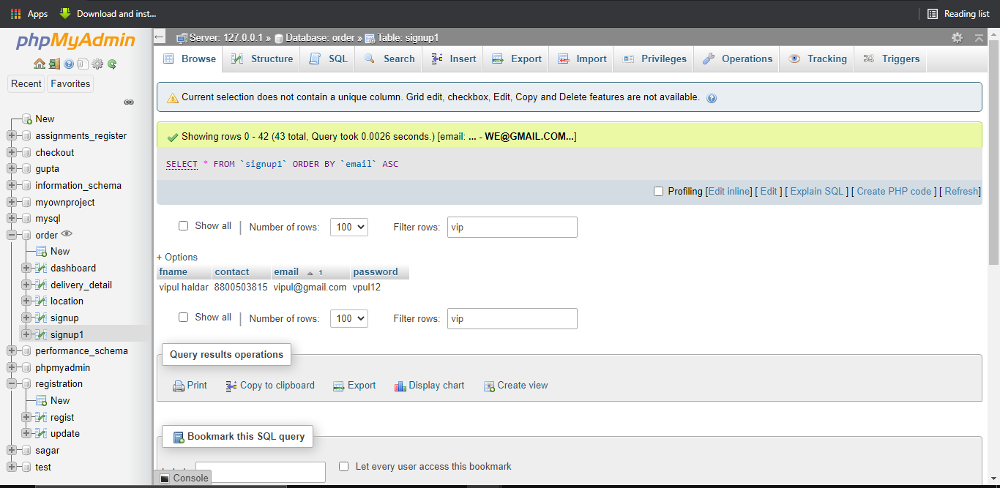 Apps Download and inst... Reading list
phpMyAdmin
Recent Favorites
New
assignments_register
checkout
gupta
information_schema
myownproject
mysql
order
New
dashboard
delivery_detail
location
signup
signup1
performance_schema
phpmyadmin
registration
New
regist
update
sagar
test
Server: 127.0.0.1 » Database: order » Table: signup1
Browse Structure SQL Search Insert Export Import Privileges Operations Tracking Triggers
Current selection does not contain a unique column. Grid edit, checkbox, Edit, Copy and Delete features are not available.
Showing rows 0 - 42 (43 total, Query took 0.0026 seconds.) [email: ... - WE@GMAIL.COM...]
SELECT * FROM `signup1` ORDER BY `email` ASC
Profiling [Edit inline] [ Edit ] [ Explain SQL ] [ Create PHP code ] [ Refresh]
Show all | Number of rows: 100 Filter rows: vip
+ Options
fname contact email 1 password
vipul haldar 8800503815 vipul@gmail.com vpul12
Show all | Number of rows: 100 Filter rows: vip
Query results operations
Print Copy to clipboard Export Display chart Create view
Bookmark this SQL query
Let every user access this bookmark
Console